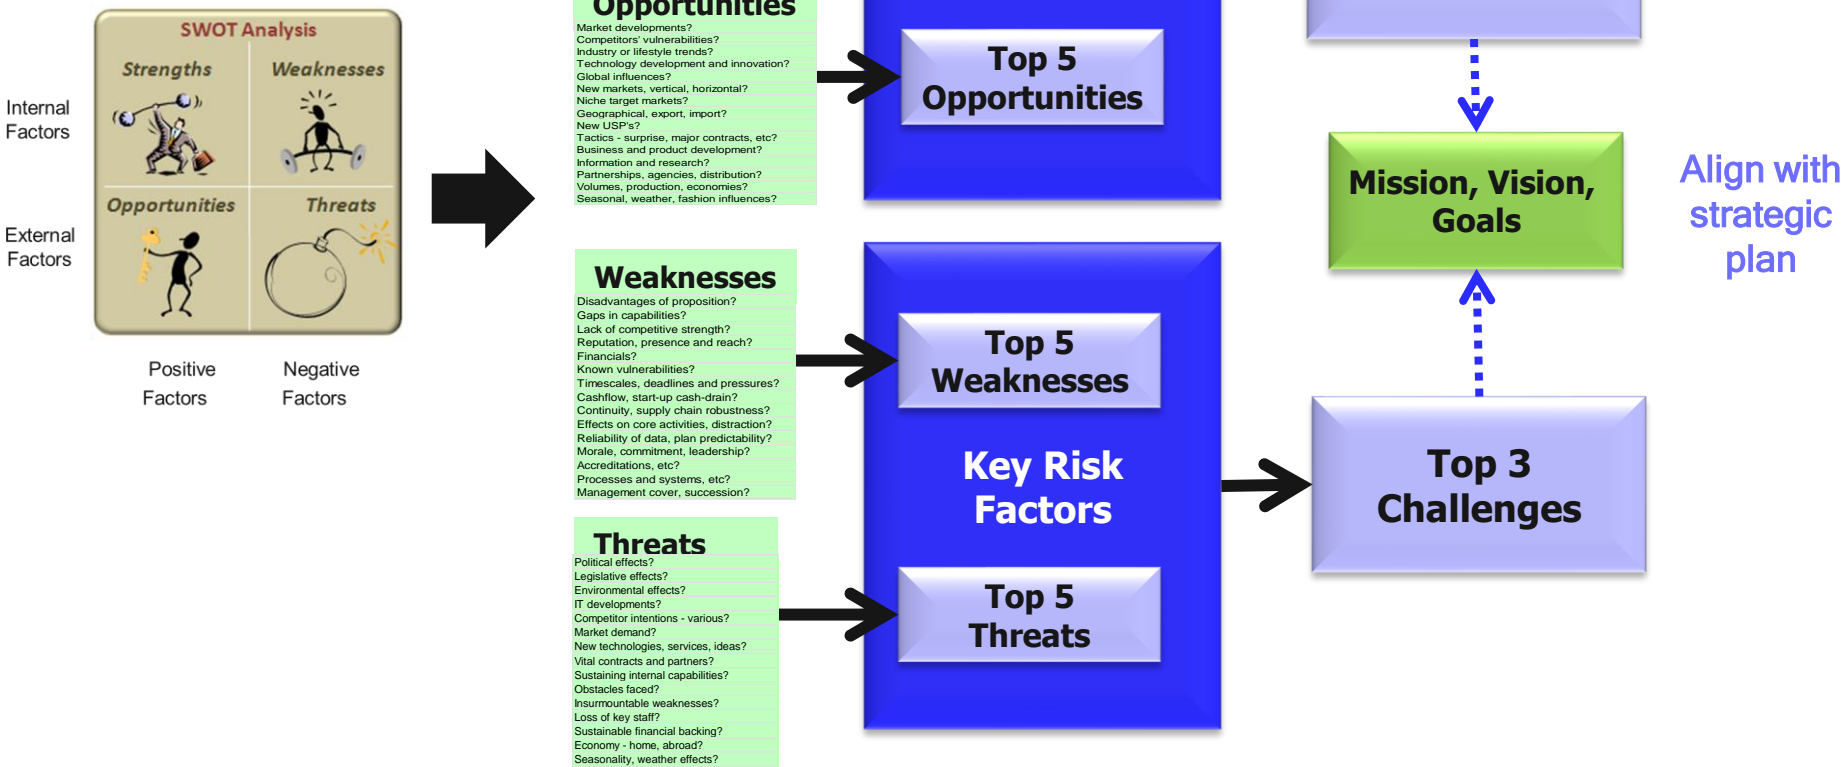 SWOT Analysis
Strengths
Weaknesses
Opportunities
Threats
Internal
Factors
External
Factors
Positive
Factors
Negative
Factors
Opportunities
Market developments?
Competitors' vulnerabilities?
Industry or lifestyle trends?
Technology development and innovation?
Global influences?
New markets, vertical, horizontal?
Niche target markets?
Geographical, export, import?
New USP's?
Tactics - surprise, major contracts, etc?
Business and product development?
Information and research?
Partnerships, agencies, distribution?
Volumes, production, economies?
Seasonal, weather, fashion influences?
Weaknesses
Disadvantages of proposition?
Gaps in capabilities?
Lack of competitive strength?
Reputation, presence and reach?
Financials?
Known vulnerabilities?
Timescales, deadlines and pressures?
Cashflow, start-up cash-drain?
Continuity, supply chain robustness?
Effects on core activities, distraction?
Reliability of data, plan predictability?
Morale, commitment, leadership?
Accreditations, etc?
Processes and systems, etc?
Management cover, succession?
Threats
Political effects?
Legislative effects?
Environmental effects?
IT developments?
Competitor intentions - various?
Market demand?
New technologies, services, ideas?
Vital contracts and partners?
Sustaining internal capabilities?
Obstacles faced?
Insurmountable weaknesses?
Loss of key staff?
Sustainable financial backing?
Economy - home, abroad?
Seasonality, weather effects?
Top 5
Opportunities
Top 5
Weaknesses
Key Risk
Factors
Top 5
Threats
Mission, Vision,
Goals
Top 3
Challenges
Align with
strategic
plan